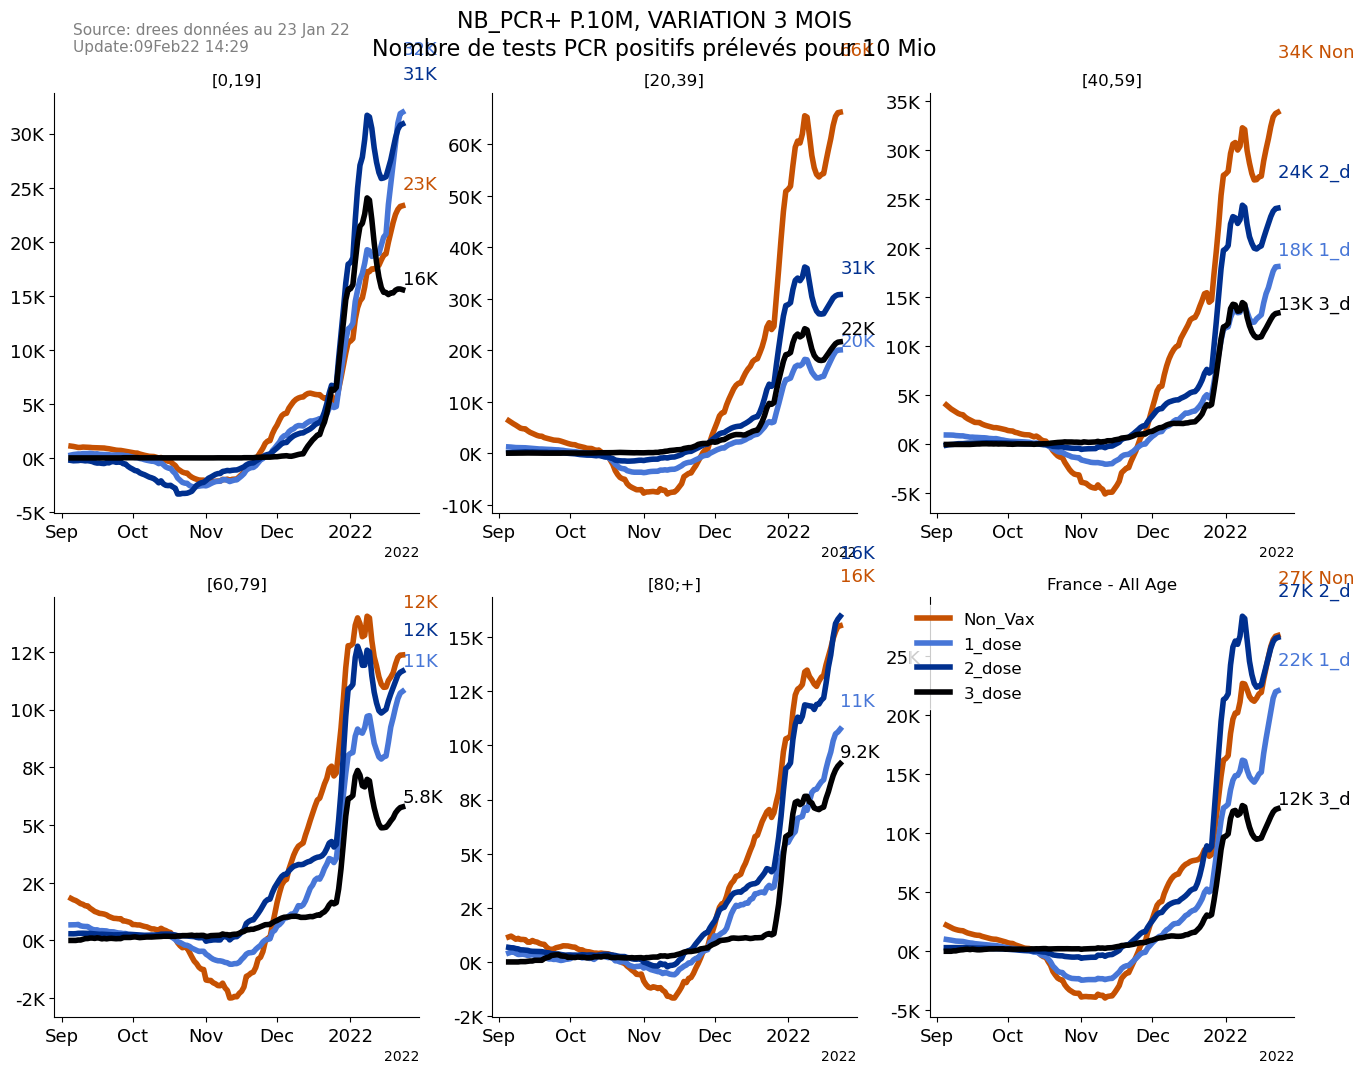 NB_PCR+ P.10M, VARIATION 3 MOIS
Nombre de tests PCR positifs prélevés pour 10 Mio
Source: drees données au 23 Jan 22
Update:09Feb22 14:29
[0,19]
32K
31K
23K
16K
30K
25K
20K
15K
10K
5K
0K
-5K
Sep Oct Nov Dec 2022
2022
[20,39]
66K
31K
22K
20K
60K
50K
40K
30K
20K
10K
0K
-10K
Sep Oct Nov Dec 2022
2022
[40,59]
34K Non
24K 2_d
18K 1_d
13K 3_d
35K
30K
25K
20K
15K
10K
5K
0K
-5K
Sep Oct Nov Dec 2022
2022
[60,79]
12K
12K
11K
5.8K
12K
10K
8K
5K
2K
0K
-2K
Sep Oct Nov Dec 2022
2022
[80;+]
16K
16K
11K
9.2K
15K
12K
10K
8K
5K
2K
0K
-2K
Sep Oct Nov Dec 2022
2022
France - All Age
27K Non
27K 2_d
22K 1_d
12K 3_d
Non_Vax
1_dose
2_dose
3_dose
25K
20K
15K
10K
5K
0K
-5K
Sep Oct Nov Dec 2022
2022